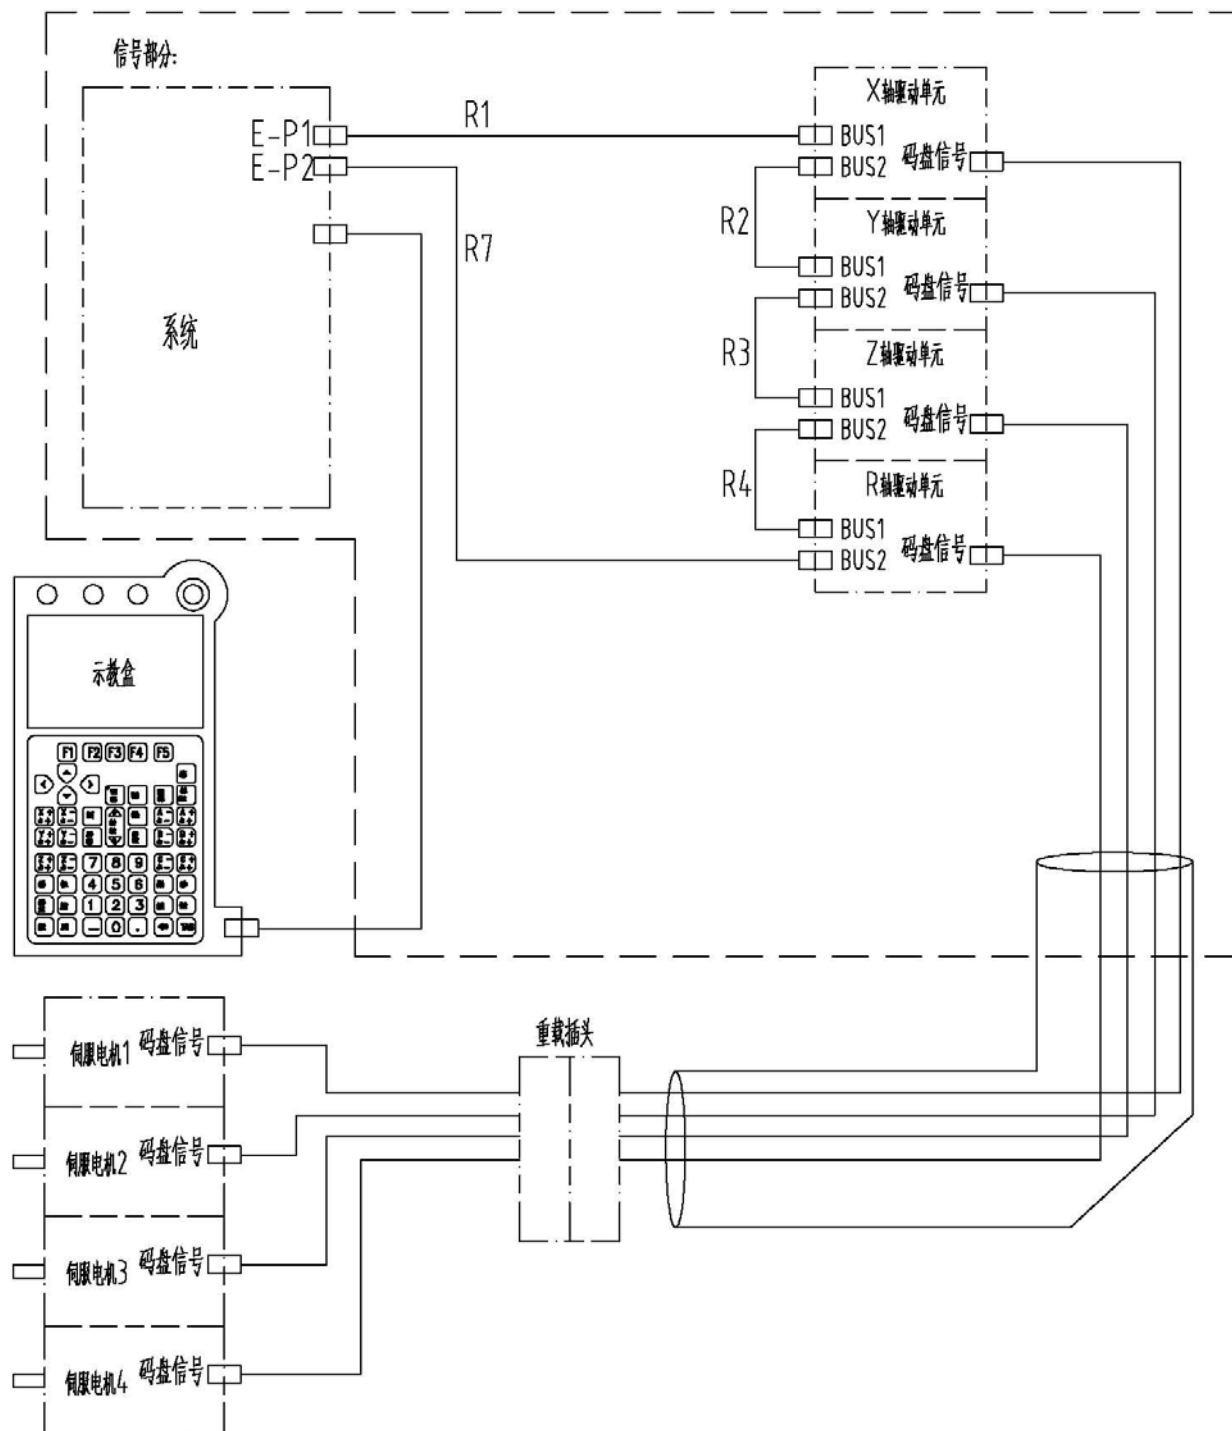 信号部分:
E-P1
R1
X轴驱动单元
BUS1
码盘信号
E-P2
BUS2
R2
Y轴驱动单元
R7
BUS1
码盘信号
BUS2
系统
R3
Z轴驱动单元
BUS1
码盘信号
BUS2
R4
R轴驱动单元
BUS1
码盘信号
BUS2
示教盒
F1 F2 F3 F4 F5
X+ X- A- A+
Y+ Y- B- B+
Z+ Z- 7 8 9 C- C+
4 5 6
1 2 3
- 0 .
重载插头
伺服电机1 码盘信号
伺服电机2 码盘信号
伺服电机3 码盘信号
伺服电机4 码盘信号